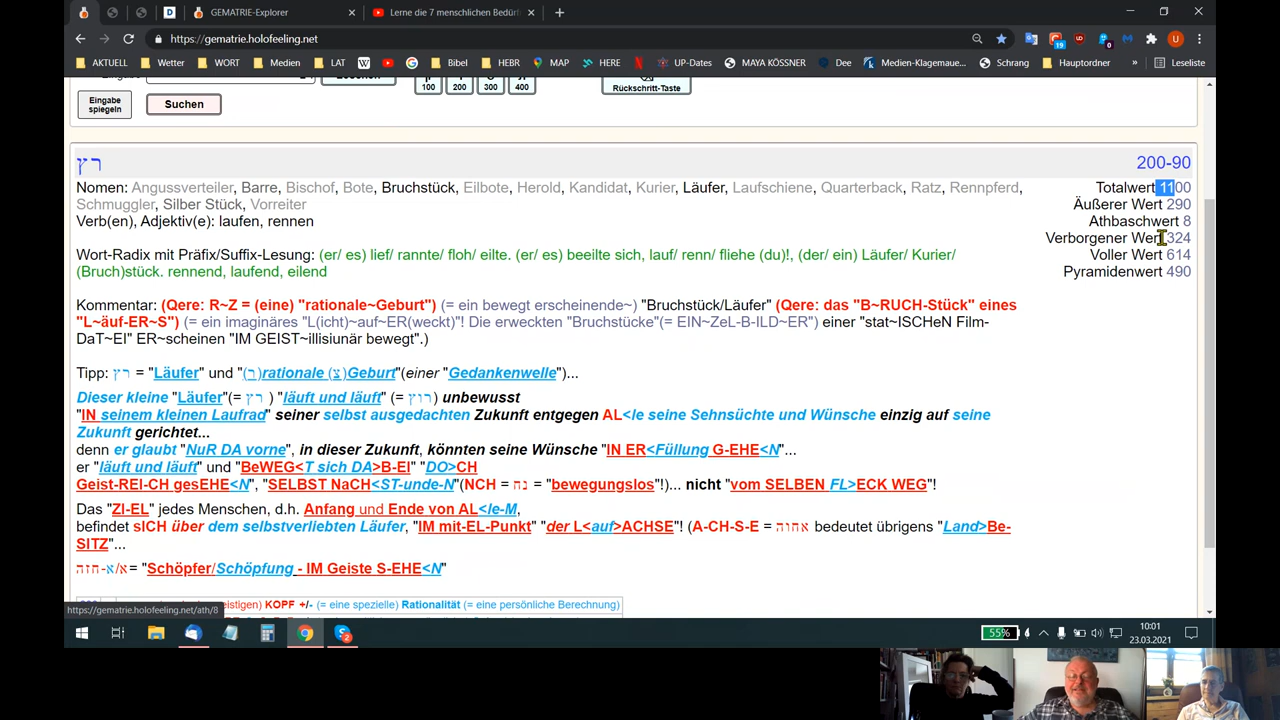 GEMATRIE-Explorer
Lerne die 7 menschlichen Bedürf
https://gematrie.holofeeling.net
AKTUELL Wetter WORT Medien LAT Bibel HEBR MAP HERE UP-Dates MAYA KÖSSNER Dee Medien-Klagemaue... Schrang Hauptordner » Leseliste
100 200 300 400 Rückschritt-Taste
Eingabe spiegeln Suchen
רץ 200-90
Nomen: Angussverteiler, Barre, Bischof, Bote, Bruchstück, Eilbote, Herold, Kandidat, Kurier, Läufer, Laufschiene, Quarterback, Ratz, Rennpferd, Totalwert 1100
Schmuggler, Silber Stück, Vorreiter Äußerer Wert 290
Verb(en), Adjektiv(e): laufen, rennen Athbaschwert 8
Verborgener Wert 324
Wort-Radix mit Präfix/Suffix-Lesung: (er/ es) lief/ rannte/ floh/ eilte. (er/ es) beeilte sich, lauf/ renn/ fliehe (du)!, (der/ ein) Läufer/ Kurier/ Voller Wert 614
(Bruch)stück. rennend, laufend, eilend Pyramidenwert 490
Kommentar: (Qere: R~Z = (eine) "rationale~Geburt") (= ein bewegt erscheinende~) "Bruchstück/Läufer" (Qere: das "B~RUCH-Stück" eines
"L~äuf-ER~S") (= ein imaginäres "L(icht)~auf~ER(weckt)"! Die erweckten "Bruchstücke"(= EIN~ZeL-B-ILD~ER") einer "stat~ISCHeN Film-
DaT~EI" ER~scheinen "IM GEIST~illisiunär bewegt".)
Tipp: רץ = "Läufer" und "(ר)rationale (צ)Geburt"(einer "Gedankenwelle")...
Dieser kleine "Läufer"(= רץ ) "läuft und läuft" (= רוץ) unbewusst
"IN seinem kleinen Laufrad" seiner selbst ausgedachten Zukunft entgegen AL<le seine Sehnsüchte und Wünsche einzig auf seine
Zukunft gerichtet...
denn er glaubt "NuR DA vorne", in dieser Zukunft, könnten seine Wünsche "IN ER<Füllung G-EHE<N"...
er "läuft und läuft" und "BeWEG<T sich DA>B-EI" "DO>CH
Geist-REI-CH gesEHE<N", "SELBST NaCH<ST-unde-N"(NCH = נח = "bewegungslos"!)... nicht "vom SELBEN FL>ECK WEG"!
Das "ZI-EL" jedes Menschen, d.h. Anfang und Ende von AL<le-M,
befindet sICH über dem selbstverliebten Läufer, "IM mit-EL-Punkt" "der L<auf>ACHSE"! (A-CH-S-E = אחוה bedeutet übrigens "Land>Be-
SITZ"...
א/א-חזה= "Schöpfer/Schöpfung - IM Geiste S-EHE<N"
eistigen) KOPF +/- (= eine spezielle) Rationalität (= eine persönliche Berechnung)
https://gematrie.holofeeling.net/ath/8
55% 10:01
23.03.2021